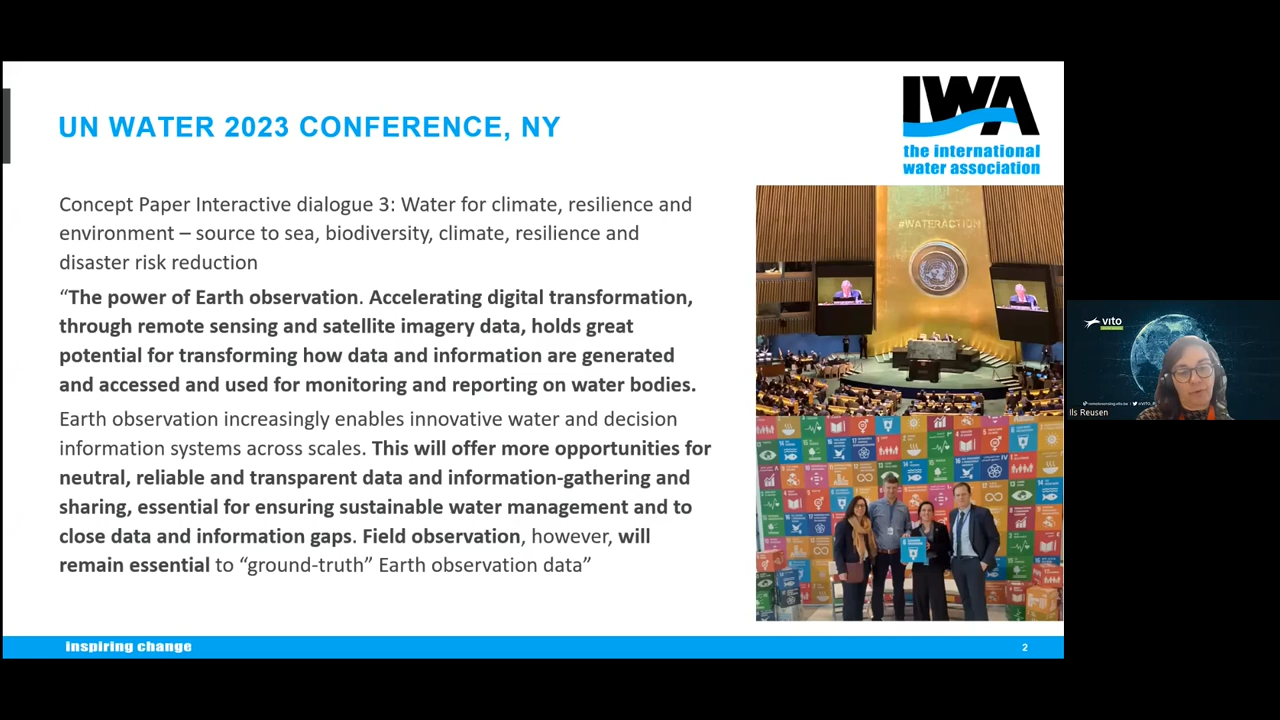 UN WATER 2023 CONFERENCE, NY
IWA
the international
water association
Concept Paper Interactive dialogue 3: Water for climate, resilience and
environment – source to sea, biodiversity, climate, resilience and
disaster risk reduction
“The power of Earth observation. Accelerating digital transformation,
through remote sensing and satellite imagery data, holds great
potential for transforming how data and information are generated
and accessed and used for monitoring and reporting on water bodies.
Earth observation increasingly enables innovative water and decision
information systems across scales. This will offer more opportunities for
neutral, reliable and transparent data and information-gathering and
sharing, essential for ensuring sustainable water management and to
close data and information gaps. Field observation, however, will
remain essential to “ground-truth” Earth observation data”
#WATERACTION
vito
Ils Reusen
inspiring change
2